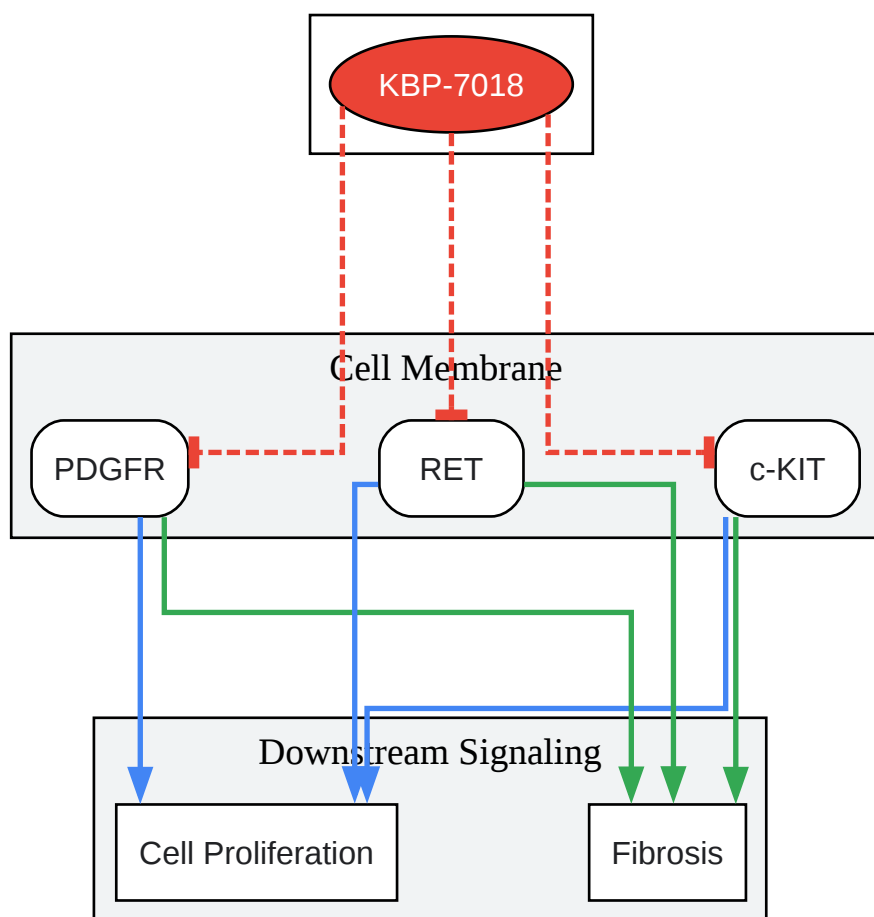 KBP-7018
Cell Membrane
PDGFR
RET
c-KIT
Downstream Signaling
Cell Proliferation
Fibrosis